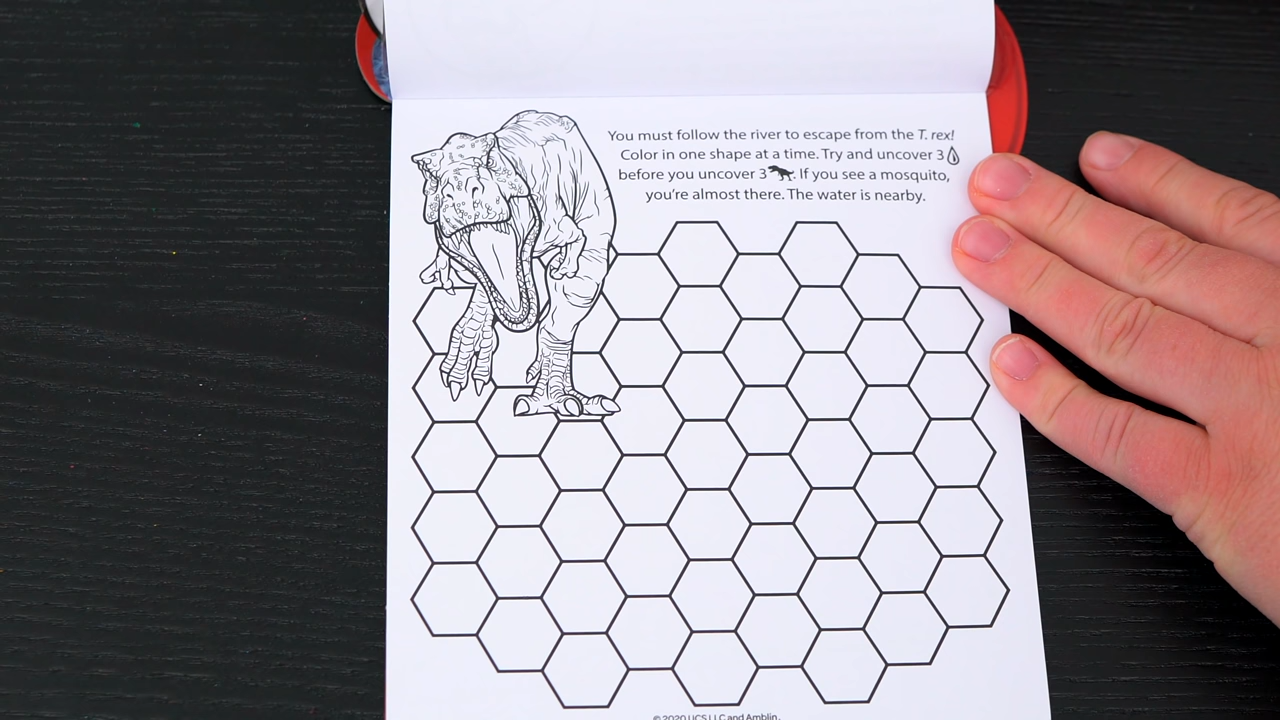 You must follow the river to escape from the T. rex!
Color in one shape at a time. Try and uncover 3
before you uncover 3 . If you see a mosquito,
you're almost there. The water is nearby.
© 2020 UCS LLC and Amblin.